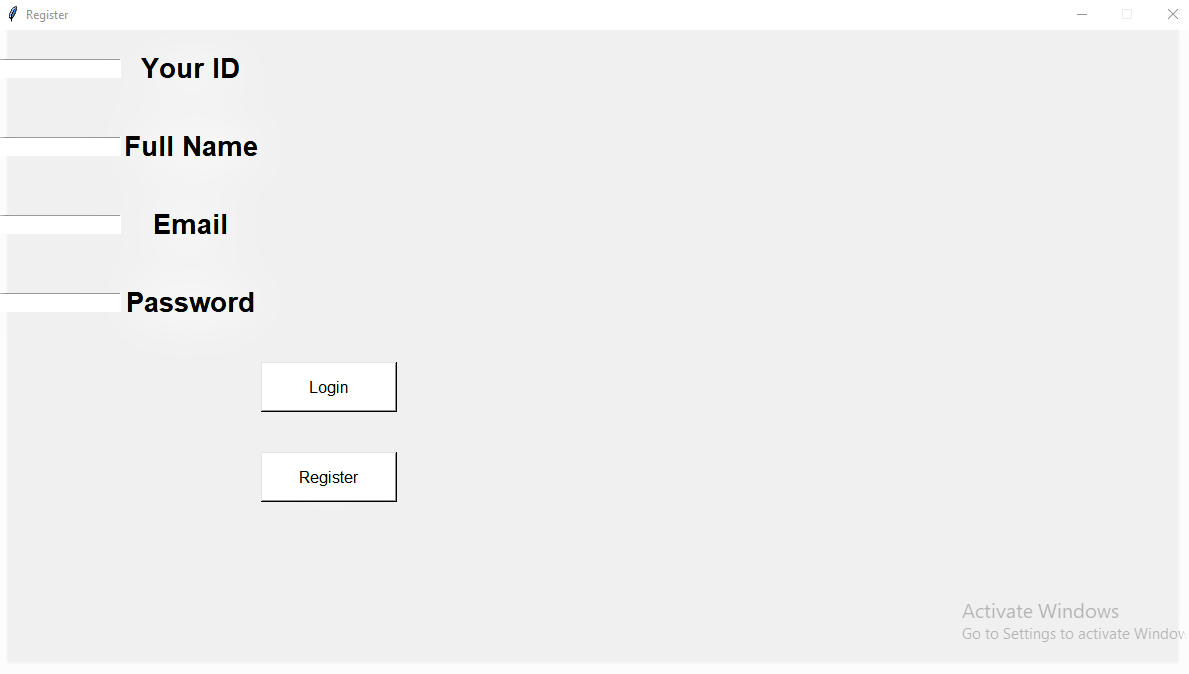 Register
Your ID
Full Name
Email
Password
Login
Register
Activate Windows
Go to Settings to activate Window